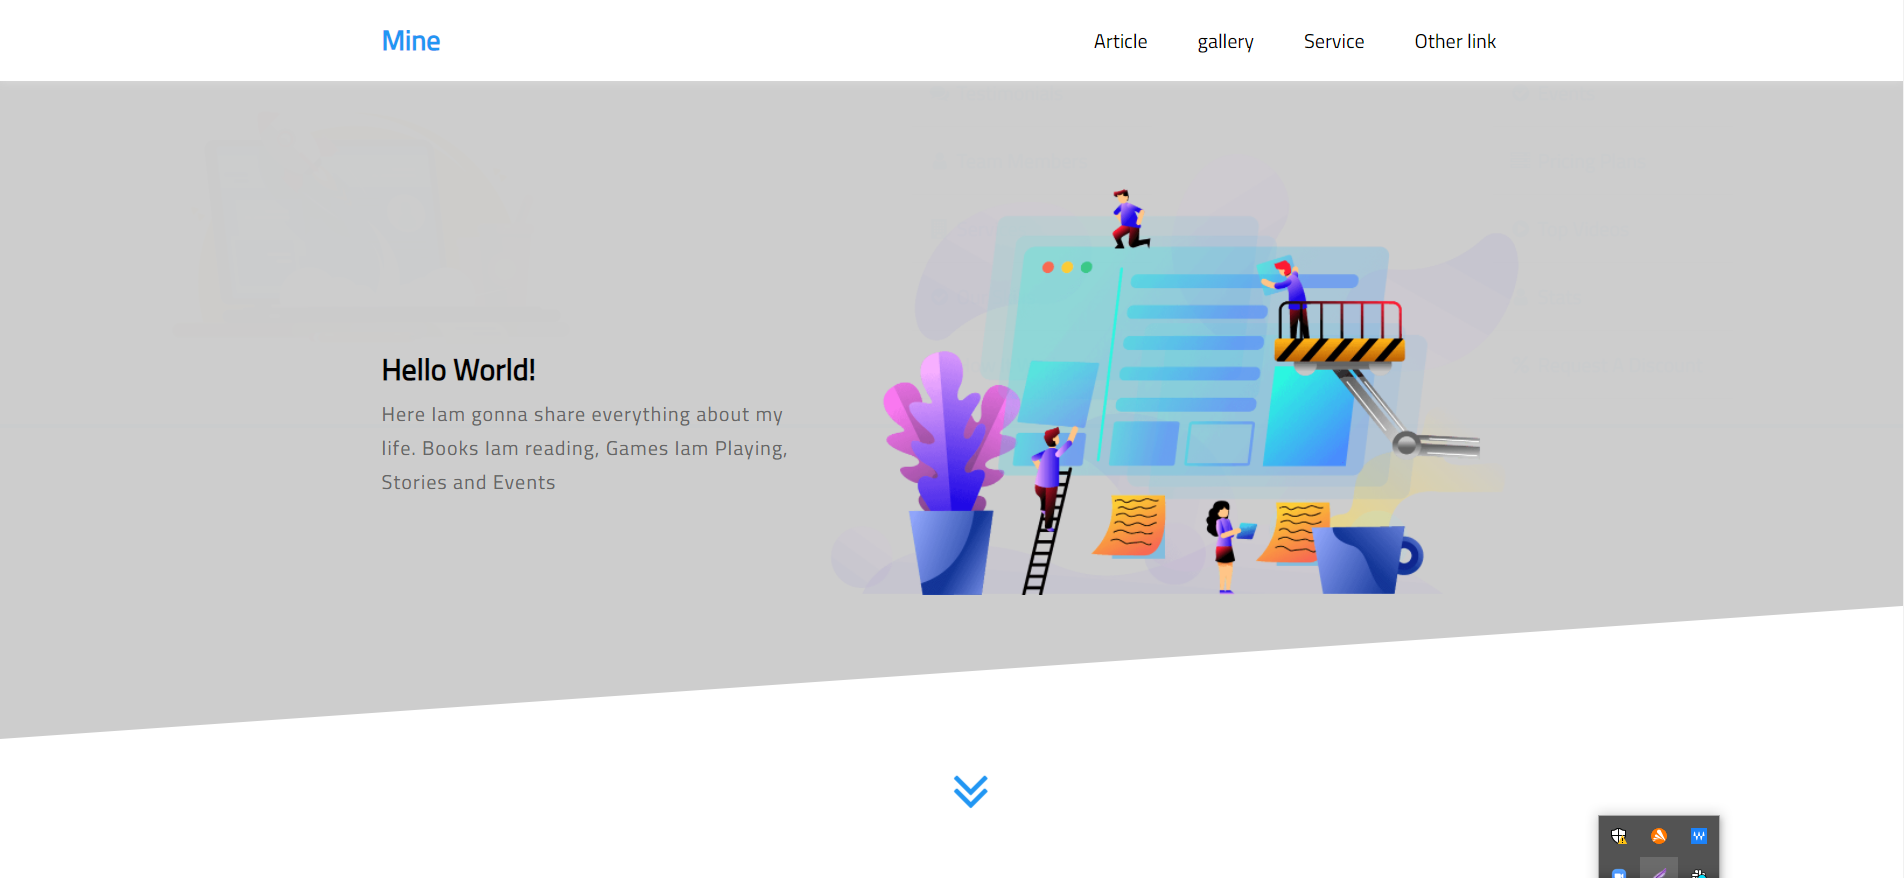 Mine
Article gallery Service Other link
Hello World!
Here Iam gonna share everything about my
life. Books Iam reading, Games Iam Playing,
Stories and Events